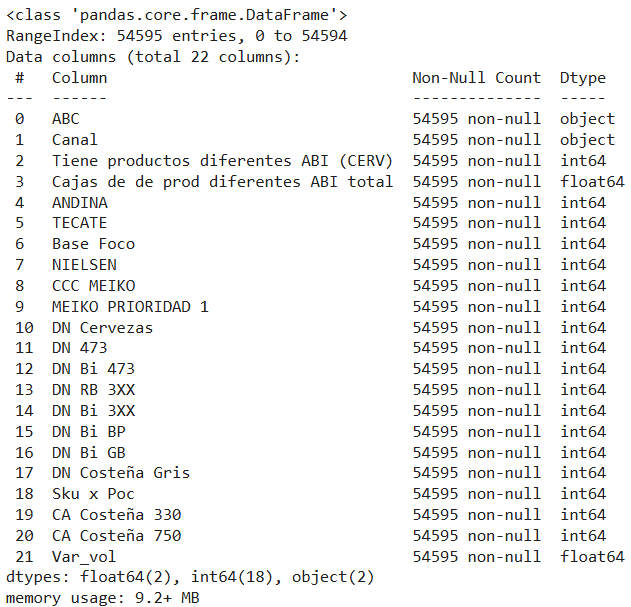 <class 'pandas.core.frame.DataFrame'>
RangeIndex: 54595 entries, 0 to 54594
Data columns (total 22 columns):
 #   Column                               Non-Null Count  Dtype
---  ------                               --------------  -----
 0   ABC                                  54595 non-null  object
 1   Canal                                54595 non-null  object
 2   Tiene productos diferentes ABI (CERV)  54595 non-null  int64
 3   Cajas de de prod diferentes ABI total  54595 non-null  float64
 4   ANDINA                               54595 non-null  int64
 5   TECATE                               54595 non-null  int64
 6   Base Foco                            54595 non-null  int64
 7   NIELSEN                              54595 non-null  int64
 8   CCC MEIKO                            54595 non-null  int64
 9   MEIKO PRIORIDAD 1                    54595 non-null  int64
 10  DN Cervezas                          54595 non-null  int64
 11  DN 473                               54595 non-null  int64
 12  DN Bi 473                            54595 non-null  int64
 13  DN RB 3XX                            54595 non-null  int64
 14  DN Bi 3XX                            54595 non-null  int64
 15  DN Bi BP                             54595 non-null  int64
 16  DN Bi GB                             54595 non-null  int64
 17  DN Costeña Gris                      54595 non-null  int64
 18  Sku x Poc                            54595 non-null  int64
 19  CA Costeña 330                       54595 non-null  int64
 20  CA Costeña 750                       54595 non-null  int64
 21  Var_vol                              54595 non-null  float64
dtypes: float64(2), int64(18), object(2)
memory usage: 9.2+ MB